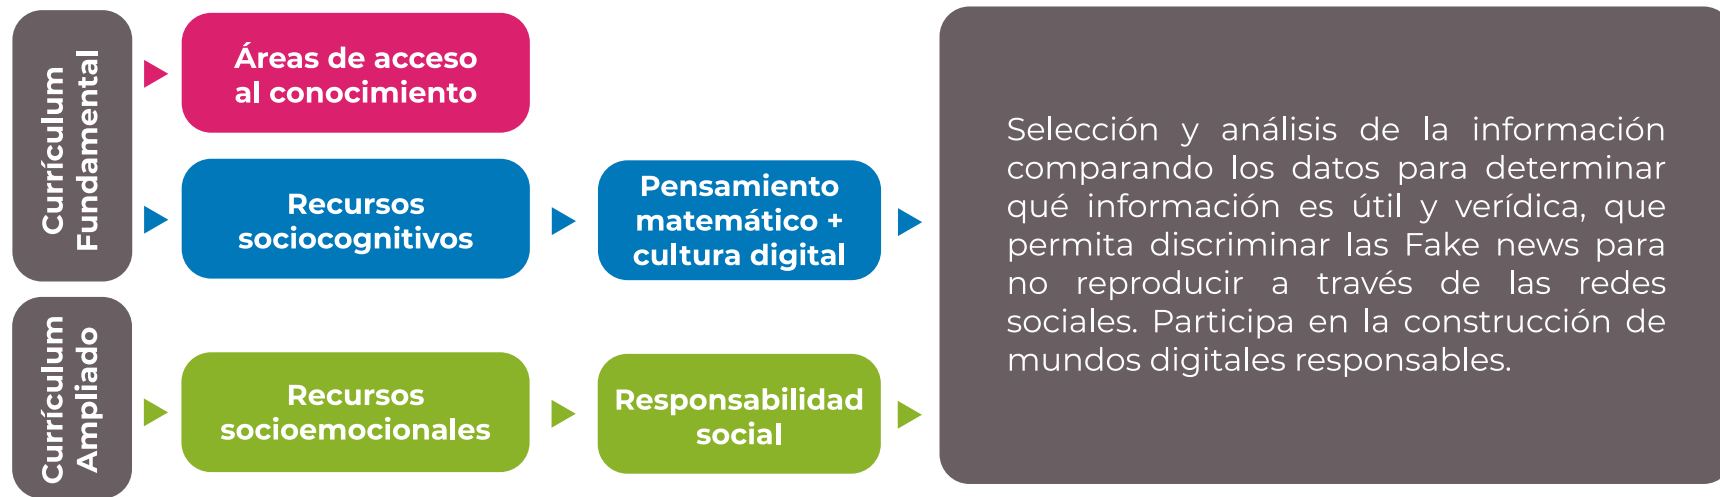 Currículum
Fundamental
Áreas de acceso
al conocimiento
Recursos
sociocognitivos
Pensamiento
matemático +
cultura digital
Currículum
Ampliado
Recursos
socioemocionales
Responsabilidad
social
Selección y análisis de la información
comparando los datos para determinar
qué información es útil y verídica, que
permita discriminar las Fake news para
no reproducir a través de las redes
sociales. Participa en la construcción de
mundos digitales responsables.